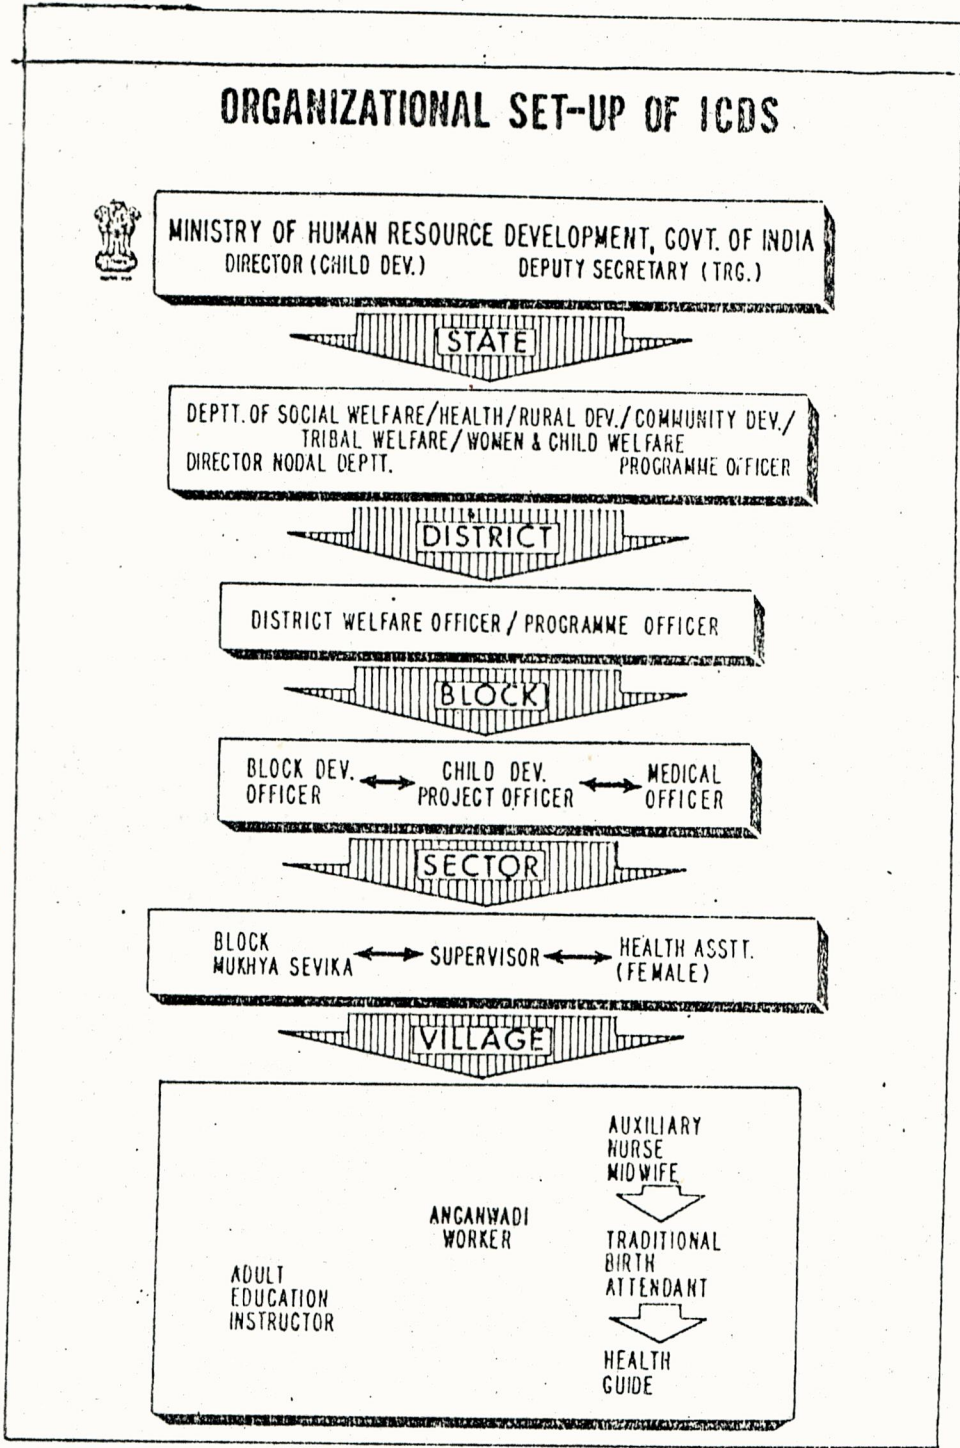 ORGANIZATIONAL SET-UP OF ICDS
MINISTRY OF HUMAN RESOURCE DEVELOPMENT, GOVT. OF INDIA
DIRECTOR (CHILD DEV.) DEPUTY SECRETARY (TRG.)
STATE
DEPTT. OF SOCIAL WELFARE/HEALTH/RURAL DEV./COMMUNITY DEV./
TRIBAL WELFARE/WOMEN & CHILD WELFARE
DIRECTOR NODAL DEPTT. PROGRAMME OFFICER
DISTRICT
DISTRICT WELFARE OFFICER/PROGRAMME OFFICER
BLOCK
BLOCK DEV.
OFFICER
CHILD DEV.
PROJECT OFFICER
MEDICAL
OFFICER
SECTOR
BLOCK
MUKHYA SEVIKA
SUPERVISOR
HEALTH ASSTT.
(FEMALE)
VILLAGE
ADULT
EDUCATION
INSTRUCTOR
ANGANWADI
WORKER
AUXILIARY
NURSE
MIDWIFE
TRADITIONAL
BIRTH
ATTENDANT
HEALTH
GUIDE